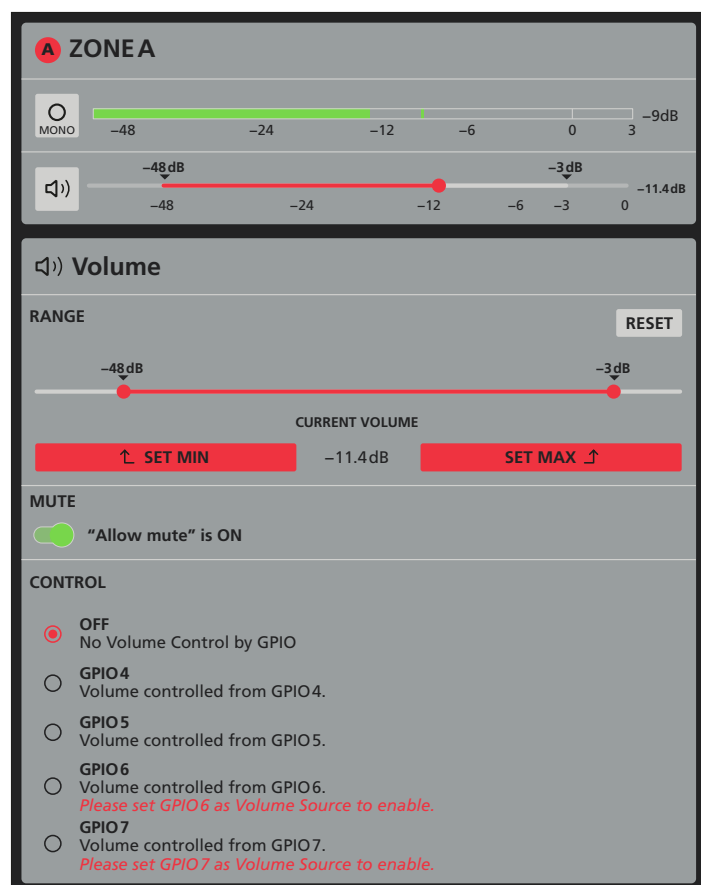 A ZONE A
MONO
−48 −24 −12 −6 0 3
−9dB
−48dB −3dB
−11.4dB
−48 −24 −12 −6 −3 0
Volume
RANGE
RESET
−48dB −3dB
CURRENT VOLUME
SET MIN −11.4dB SET MAX
MUTE
“Allow mute” is ON
CONTROL
OFF
No Volume Control by GPIO
GPIO4
Volume controlled from GPIO4.
GPIO5
Volume controlled from GPIO5.
GPIO6
Volume controlled from GPIO6.
Please set GPIO6 as Volume Source to enable.
GPIO7
Volume controlled from GPIO7.
Please set GPIO7 as Volume Source to enable.